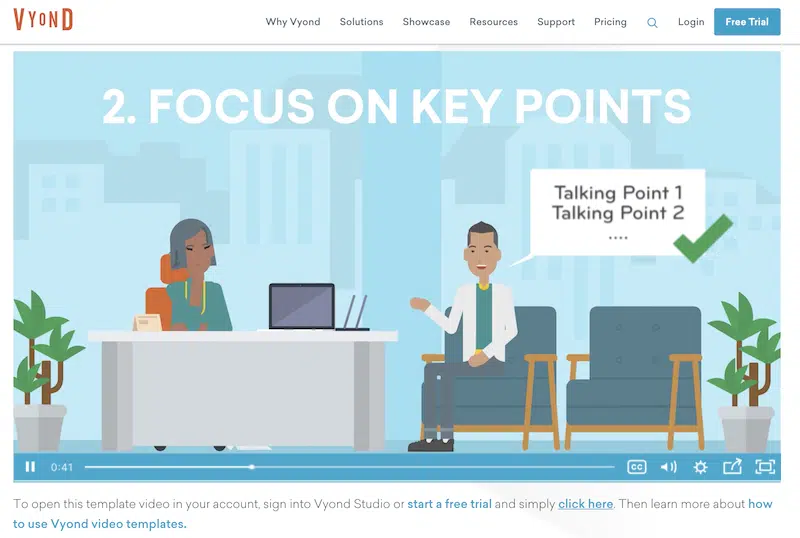 VYOND
Why Vyond Solutions Showcase Resources Support Pricing Login Free Trial
2. FOCUS ON KEY POINTS
Talking Point 1
Talking Point 2
....
0:41 CC
To open this template video in your account, sign into Vyond Studio or start a free trial and simply click here. Then learn more about how
to use Vyond video templates.